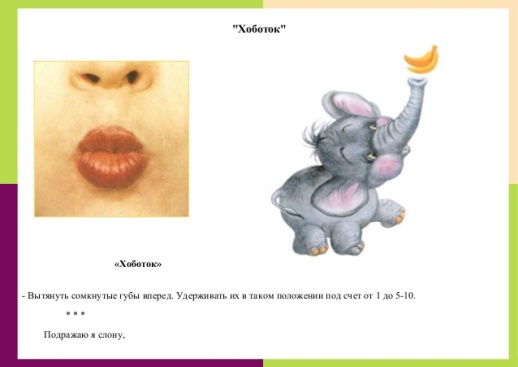 "Хоботок"
«Хоботок»
- Вытянуть сомкнутые губы вперед. Удерживать их в таком положении под счет от 1 до 5-10.
* * *
Подражаю я слону,